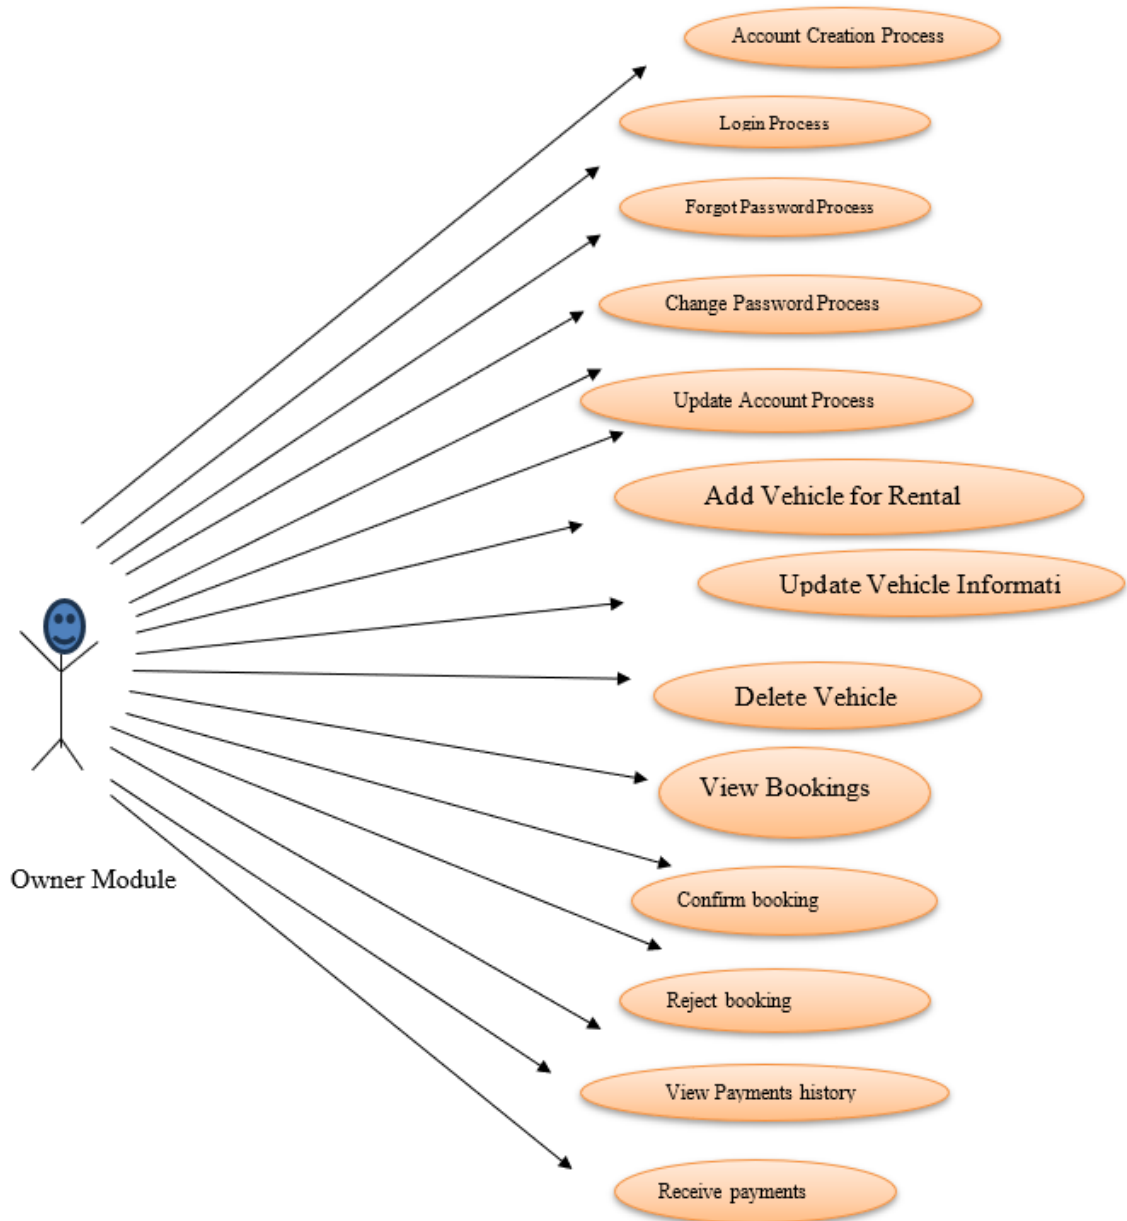 Account Creation Process
Login Process
Forgot Password Process
Change Password Process
Update Account Process
Add Vehicle for Rental
Update Vehicle Informati
Delete Vehicle
View Bookings
Owner Module
Confirm booking
Reject booking
View Payments history
Receive payments